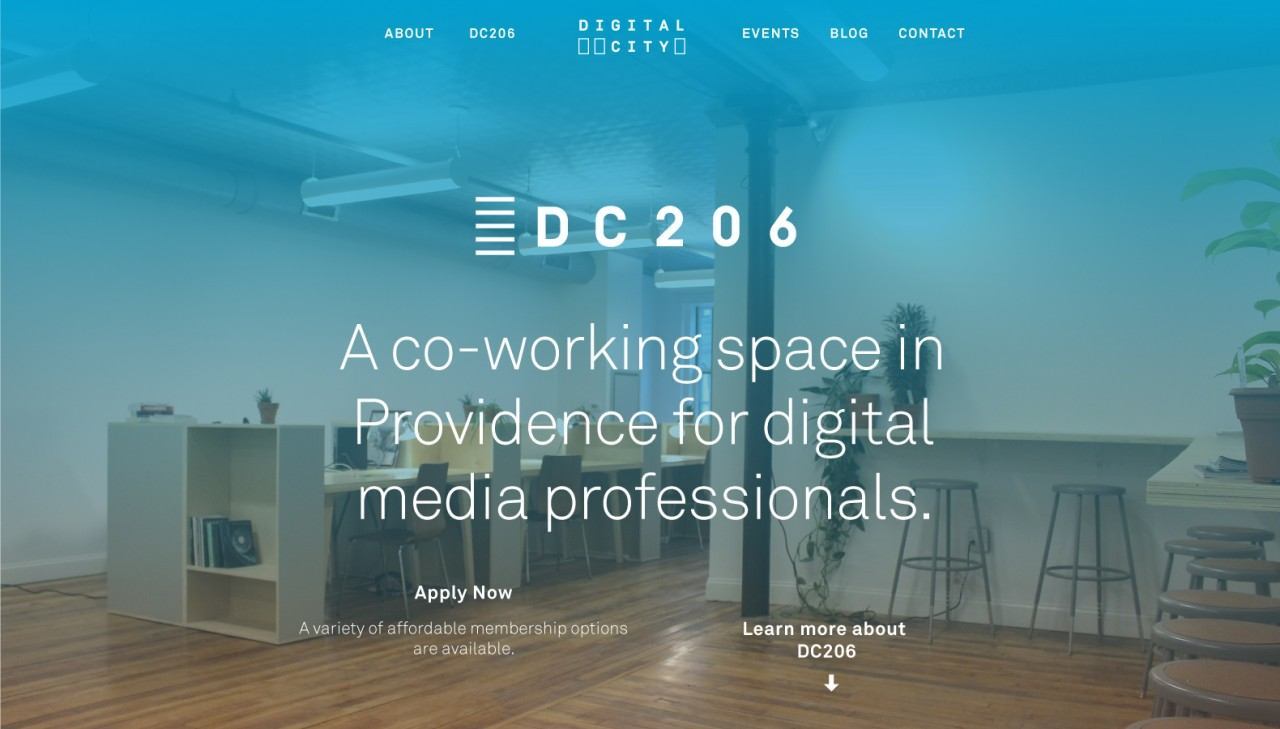 ABOUT DC206 DIGITAL EVENTS BLOG CONTACT
CITY
DC206
A co-working space in
Providence for digital
media professionals.
Apply Now
A variety of affordable membership options
are available.
Learn more about
DC206